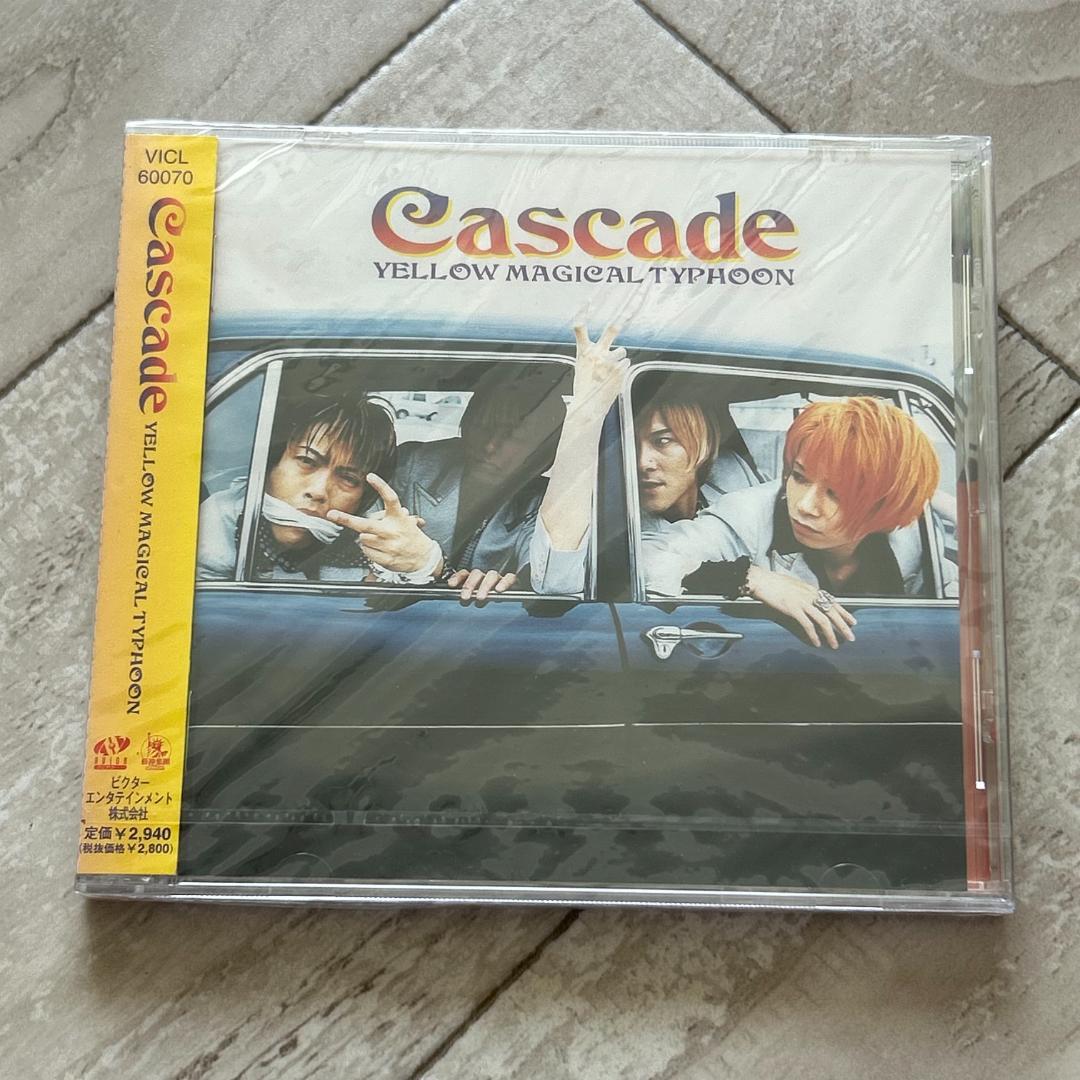 VICL
60070
Cascade YELLOW MAGICAL TYPHOON
ビクター
エンタテインメント
株式会社
定価￥2,940
(税抜価格￥2,800)
Cascade
YELLOW MAGICAL TYPHOON